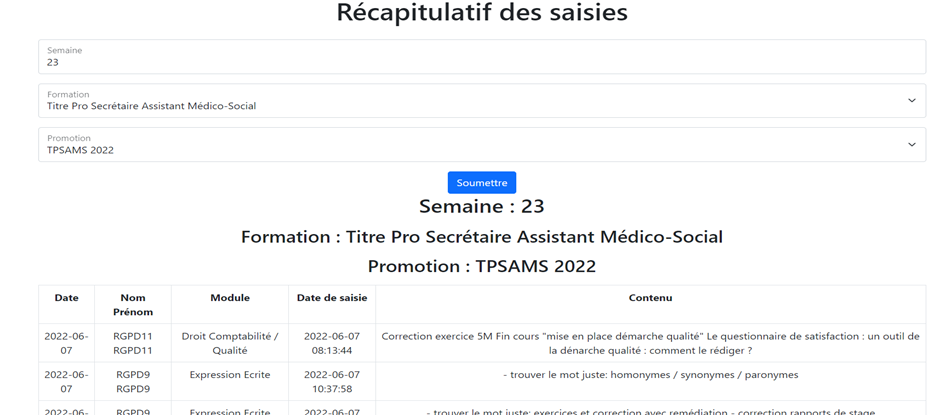 Récapitulatif des saisies
Semaine
23
Formation
Titre Pro Secrétaire Assistant Médico-Social
Promotion
TPSAMS 2022
Soumettre
Semaine : 23
Formation : Titre Pro Secrétaire Assistant Médico-Social
Promotion : TPSAMS 2022
Date Nom Prénom Module Date de saisie Contenu
2022-06-07 RGPD11 RGPD11 Droit Comptabilité / Qualité 2022-06-07 08:13:44 Correction exercice 5M Fin cours "mise en place démarche qualité" Le questionnaire de satisfaction : un outil de la dénarche qualité : comment le rédiger ?
2022-06-07 RGPD9 RGPD9 Expression Ecrite 2022-06-07 10:37:58 - trouver le mot juste: homonymes / synonymes / paronymes
2022-06- RGPD9 Expression Ecrite 2022-06-07 - trouver le mot juste: exercices et correction avec remédiation - correction rapports de stage